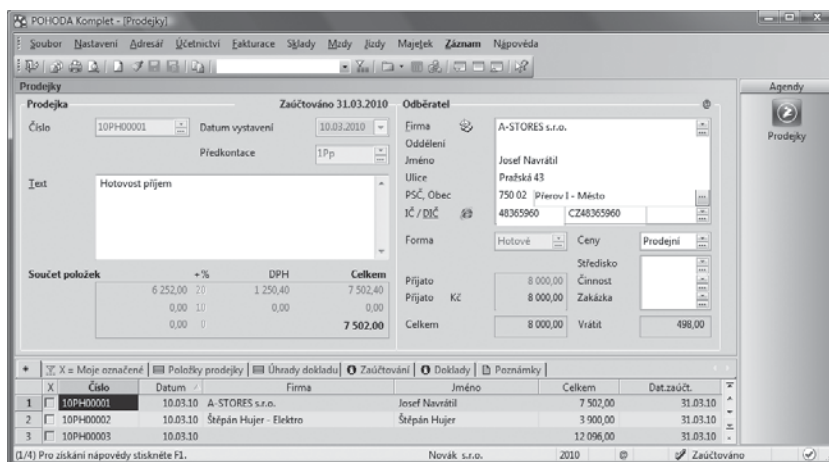 POHODA Komplet - [Prodejky]
Soubor Nastavení Adresář Účetnictví Fakturace Sklady Mzdy Jízdy Majetek Záznam Nápověda
Prodejky Agendy
Prodejka Zaúčtováno 31.03.2010 Odběratel @
Číslo 10PH00001 Datum vystavení 10.03.2010 Firma A-STORES s.r.o. Prodejky
Oddělení
Předkontace 1Pp Jméno Josef Navrátil
Text Hotovost příjem Ulice Pražská 43
PSČ, Obec 750 02 Přerov I - Město
IČ / DIČ 48365960 CZ48365960
Forma Hotově Ceny Prodejní
Středisko
Součet položek +% DPH Celkem Přijato 8 000,00 Činnost
6 252,00 20 1 250,40 7 502,40 Přijato Kč 8 000,00 Zakázka
0,00 10 0,00 0,00
0,00 0 7 502.00 Celkem 8 000,00 Vrátit 498,00
+ X = Moje označené Položky prodejky Úhrady dokladu Zaúčtování Doklady Poznámky
X Číslo Datum Firma Jméno Celkem Dat.zaúčt.
1 10PH00001 10.03.10 A-STORES s.r.o. Josef Navrátil 7 502,00 31.03.10
2 10PH00002 10.03.10 Štěpán Hujer - Elektro Štěpán Hujer 3 900,00 31.03.10
3 10PH00003 10.03.10 12 096,00 31.03.10
(1/4) Pro získání nápovědy stiskněte F1. Novák s.r.o. 2010 @ Zaúčtováno